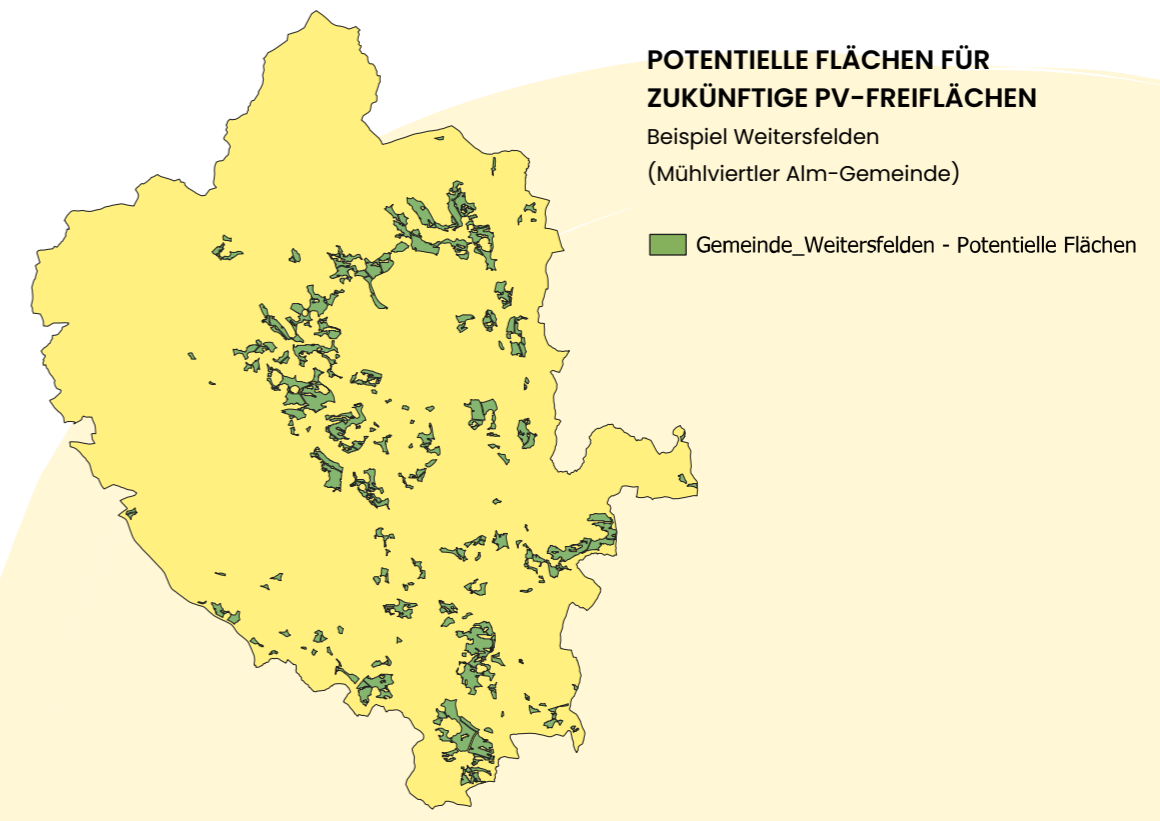 POTENTIELLE FLÄCHEN FÜR
ZUKÜNFTIGE PV-FREIFLÄCHEN
Beispiel Weitersfelden
(Mühlviertler Alm-Gemeinde)
Gemeinde_Weitersfelden - Potentielle Flächen